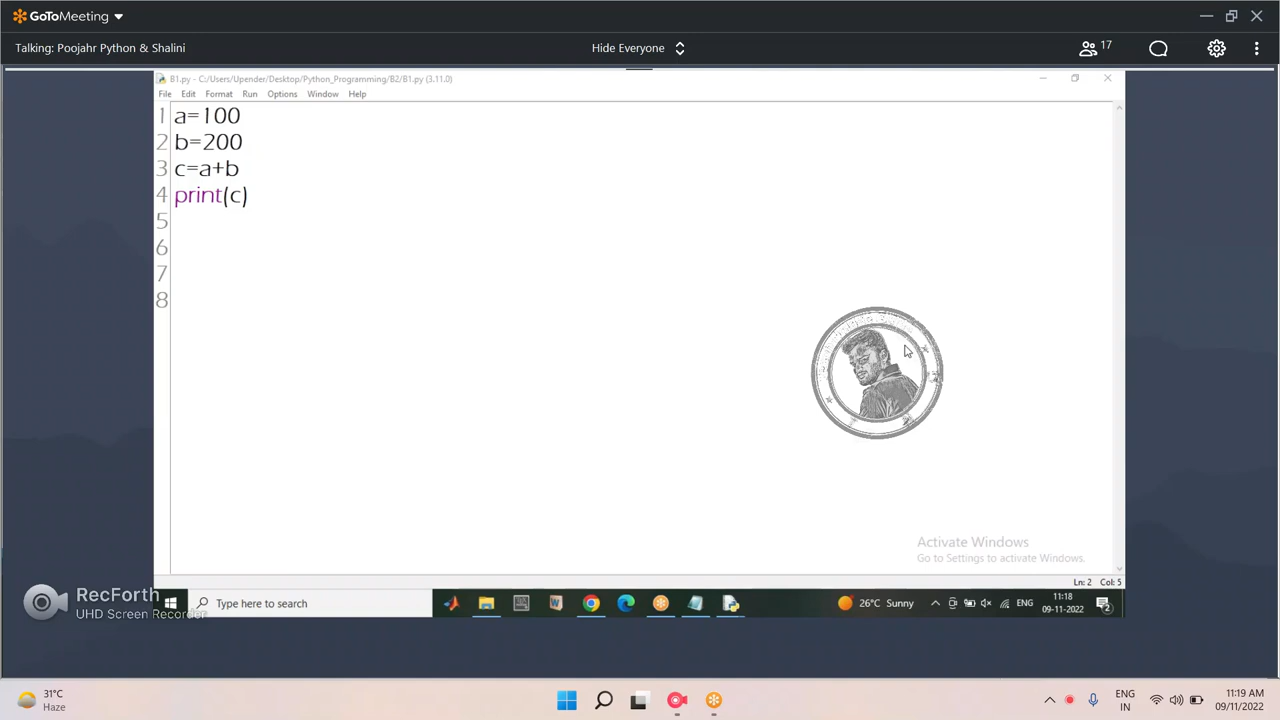 GoToMeeting
Talking: Poojahr Python & Shalini
Hide Everyone
17
B1.py - C:/Users/Upender/Desktop/Python_Programming/B2/B1.py (3.11.0)
File Edit Format Run Options Window Help
1 a=100
2 b=200
3 c=a+b
4 print(c)
5
6
7
8
Activate Windows
Go to Settings to activate Windows.
Ln: 2 Col: 5
RecForth
UHD Screen Recorder
Type here to search
26°C Sunny
ENG
11:18
09-11-2022
2
31°C
Haze
ENG
IN
11:19 AM
09/11/2022